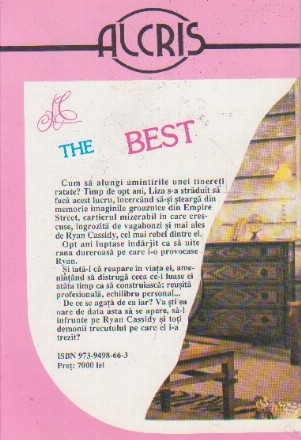 ALCRIS
THE BEST
Cum să alungi amintirile unei tinereți
ratate? Timp de opt ani, Liza s-a străduit să
facă acest lucru, încercând să-și șteargă din
memorie imaginile groaznice din Empire
Street, cartierul mizerabil în care cres-
cuse, îngrozită de vagabonzi și mai ales
de Ryan Cassidy, cel mai rebel dintre ei.
Opt ani luptase îndârjit ca să uite
rana dureroasă pe care i-o provocase
Ryan.
Și iată-l că reapare în viața ei, ame-
nințând să distrugă ceea ce-i luase ei
atâta timp ca să construiască: reușită
profesională, echilibru personal...
De ce se agață de ea iar? Va ști ea
oare de data asta să se apere, să-l
înfrunte pe Ryan Cassidy și toți
demonii trecutului pe care el i-a
trezit?
ISBN 973-9498-66-3
Preț: 7000 lei